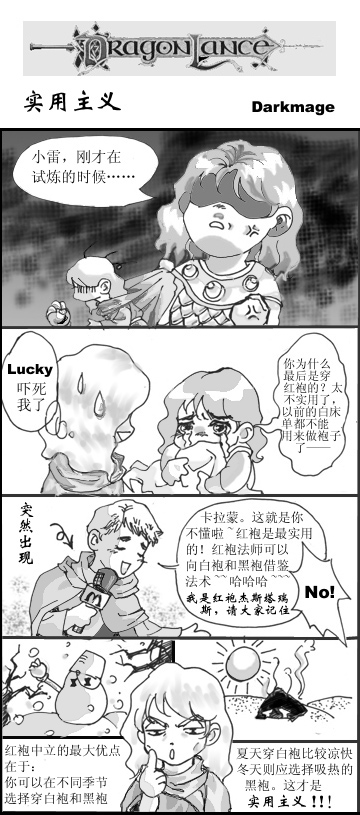 DRAGONLANCE
实用主义
Darkmage
小雷，刚才在
试炼的时候……
Lucky
吓死
我了
你为什么
最后是穿
红袍的？太
不实用了，
以前的白床
单都不能
用来做袍子
了——
突然出现
卡拉蒙。这就是你
不懂啦~红袍是最实用
的！红袍法师可以
向白袍和黑袍借鉴
法术~~哈哈哈~~~
我是红袍杰斯塔瑞
斯，请大家记住
No!
红袍中立的最大优点
在于：
你可以在不同季节
选择穿白袍和黑袍
夏天穿白袍比较凉快
冬天则应选择吸热的
黑袍。这才是
实用主义！！！